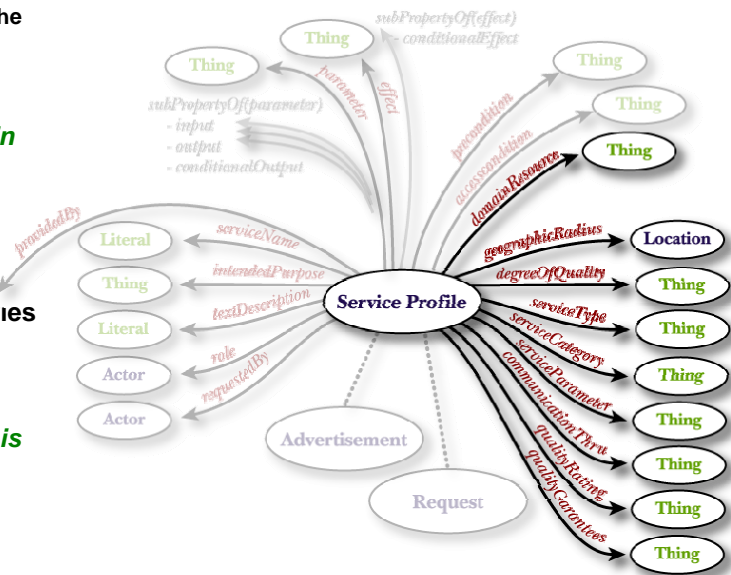 he
in
ues
is
subPropertyOf(effect)
- conditionalEffect
Thing
Thing
parameter
effect
subPropertyOf(parameter)
- input
- output
- conditionalOutput
Thing
precondition
Thing
accesscondition
Thing
domainResource
providedBy
Literal
serviceName
Thing
intendedPurpose
Literal
textDescription
Actor
role
Actor
requestedBy
Service Profile
Advertisement
Request
geographicRadius
Location
degreeOfQuality
Thing
serviceType
Thing
serviceCategory
Thing
serviceParameter
Thing
communicationThru
Thing
qualityRating
Thing
qualityGarantees
Thing